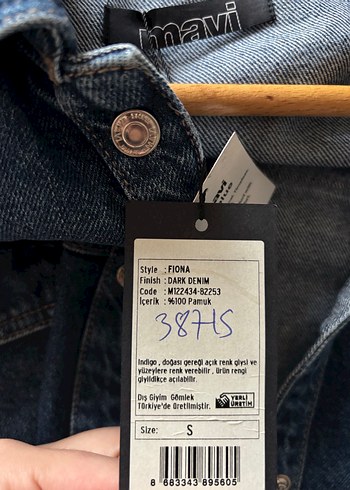 mavi
Style : FIONA
Finish : DARK DENIM
Code : M122434-82253
İçerik : %100 Pamuk
İndigo , doğası gereği açık renk giysi ve
yüzeylere renk verebilir , ürün rengi
giyildikçe açılabilir.
Dış Giyim Gömlek
Türkiye'de üretilmiştir.
YERLİ
ÜRETİM
Size: S
8 683343 895605